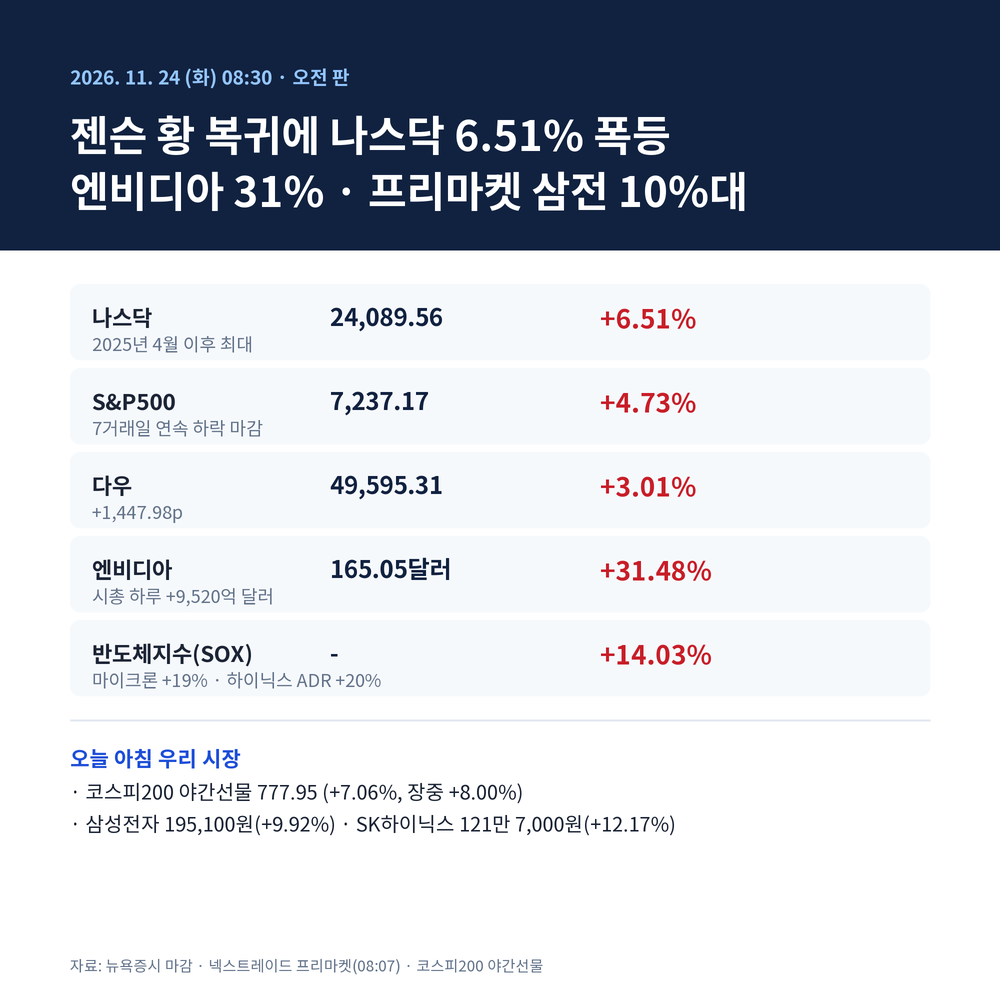 2026. 11. 24 (화) 08:30 · 오전 판
젠슨 황 복귀에 나스닥 6.51% 폭등
엔비디아 31% · 프리마켓 삼전 10%대
나스닥 24,089.56 +6.51%
2025년 4월 이후 최대
S&P500 7,237.17 +4.73%
7거래일 연속 하락 마감
다우 49,595.31 +3.01%
+1,447.98p
엔비디아 165.05달러 +31.48%
시총 하루 +9,520억 달러
반도체지수(SOX) - +14.03%
마이크론 +19% · 하이닉스 ADR +20%
오늘 아침 우리 시장
· 코스피200 야간선물 777.95 (+7.06%, 장중 +8.00%)
· 삼성전자 195,100원(+9.92%) · SK하이닉스 121만 7,000원(+12.17%)
자료: 뉴욕증시 마감 · 넥스트레이드 프리마켓(08:07) · 코스피200 야간선물